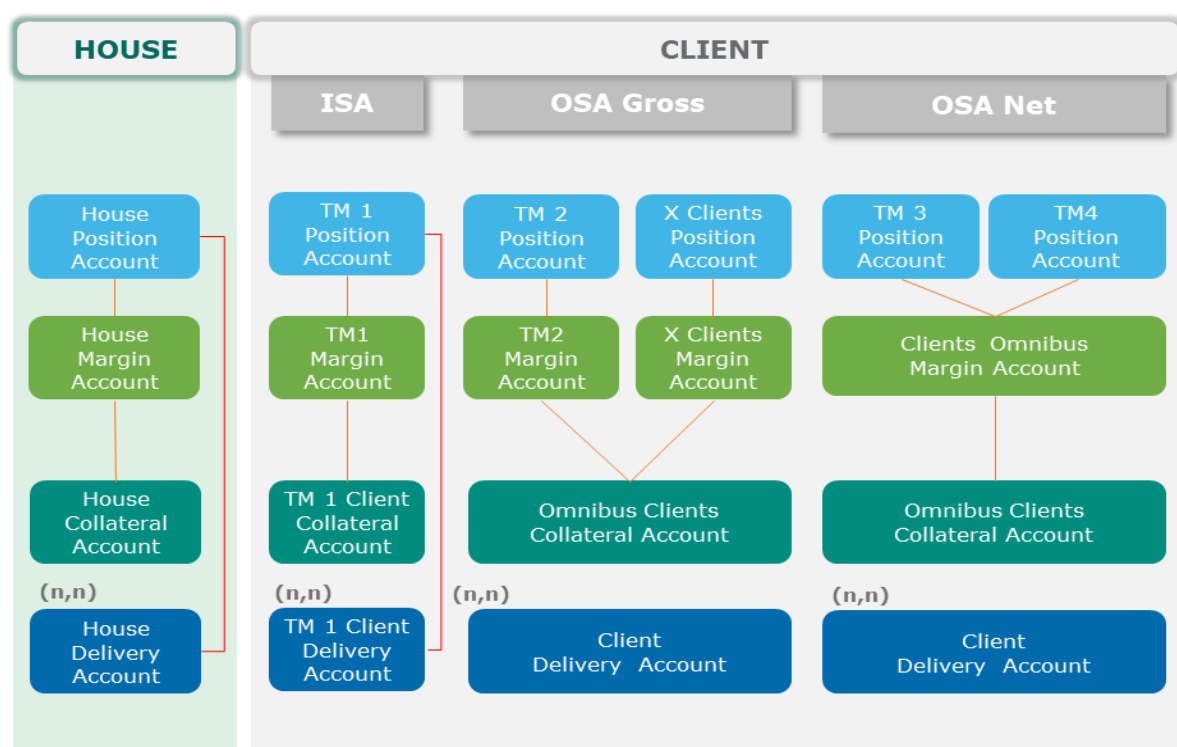 HOUSE
CLIENT
ISA
OSA Gross
OSA Net
House
Position
Account
TM 1
Position
Account
TM 2
Position
Account
X Clients
Position
Account
TM 3
Position
Account
TM4
Position
Account
House
Margin
Account
TM1
Margin
Account
TM2
Margin
Account
X Clients
Margin
Account
Clients Omnibus
Margin Account
House
Collateral
Account
TM 1 Client
Collateral
Account
Omnibus Clients
Collateral Account
Omnibus Clients
Collateral Account
(n,n)
(n,n)
(n,n)
(n,n)
House
Delivery
Account
TM 1 Client
Delivery
Account
Client
Delivery Account
Client
Delivery Account